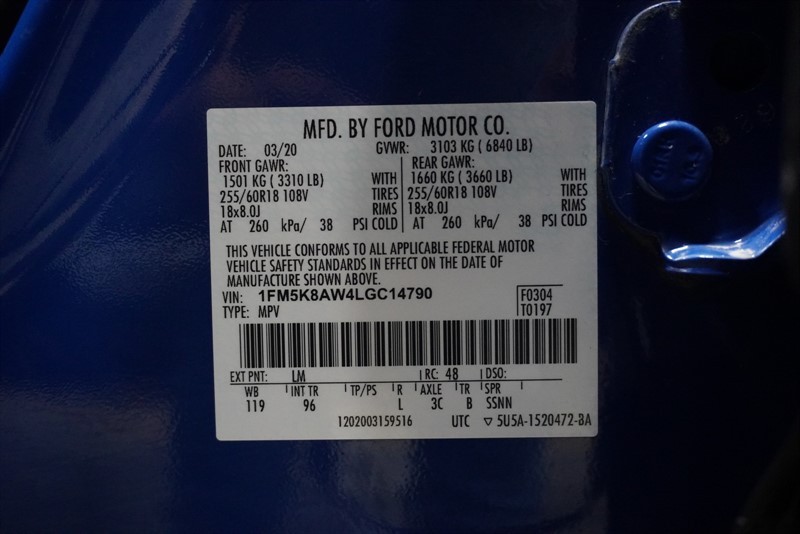 MFD. BY FORD MOTOR CO.
DATE: 03/20 GVWR: 3103 KG ( 6840 LB)
FRONT GAWR: REAR GAWR:
1501 KG ( 3310 LB) WITH 1660 KG ( 3660 LB) WITH
255/60R18 108V TIRES 255/60R18 108V TIRES
18x8.0J RIMS 18x8.0J RIMS
AT 260 kPa/ 38 PSI COLD AT 260 kPa/ 38 PSI COLD
THIS VEHICLE CONFORMS TO ALL APPLICABLE FEDERAL MOTOR
VEHICLE SAFETY STANDARDS IN EFFECT ON THE DATE OF
MANUFACTURE SHOWN ABOVE.
VIN: 1FM5K8AW4LGC14790 F0304
TYPE: MPV T0197
EXT PNT: LM RC: 48 DSO:
WB INT TR TP/PS R AXLE TR SPR
119 96 L 3C B SSNN
1202003159516 UTC ▽ 5U5A-1520472-BA